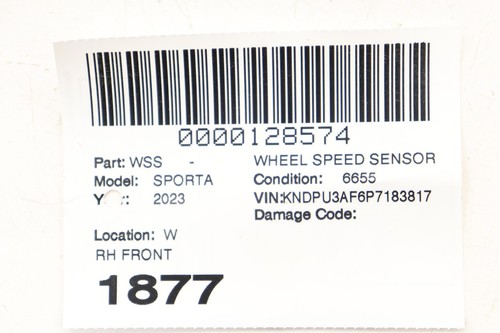 0000128574
Part: WSS - WHEEL SPEED SENSOR
Model: SPORTA Condition: 6655
2023 VIN:KNDPU3AF6P7183817
Damage Code:
Location: W
RH FRONT
1877